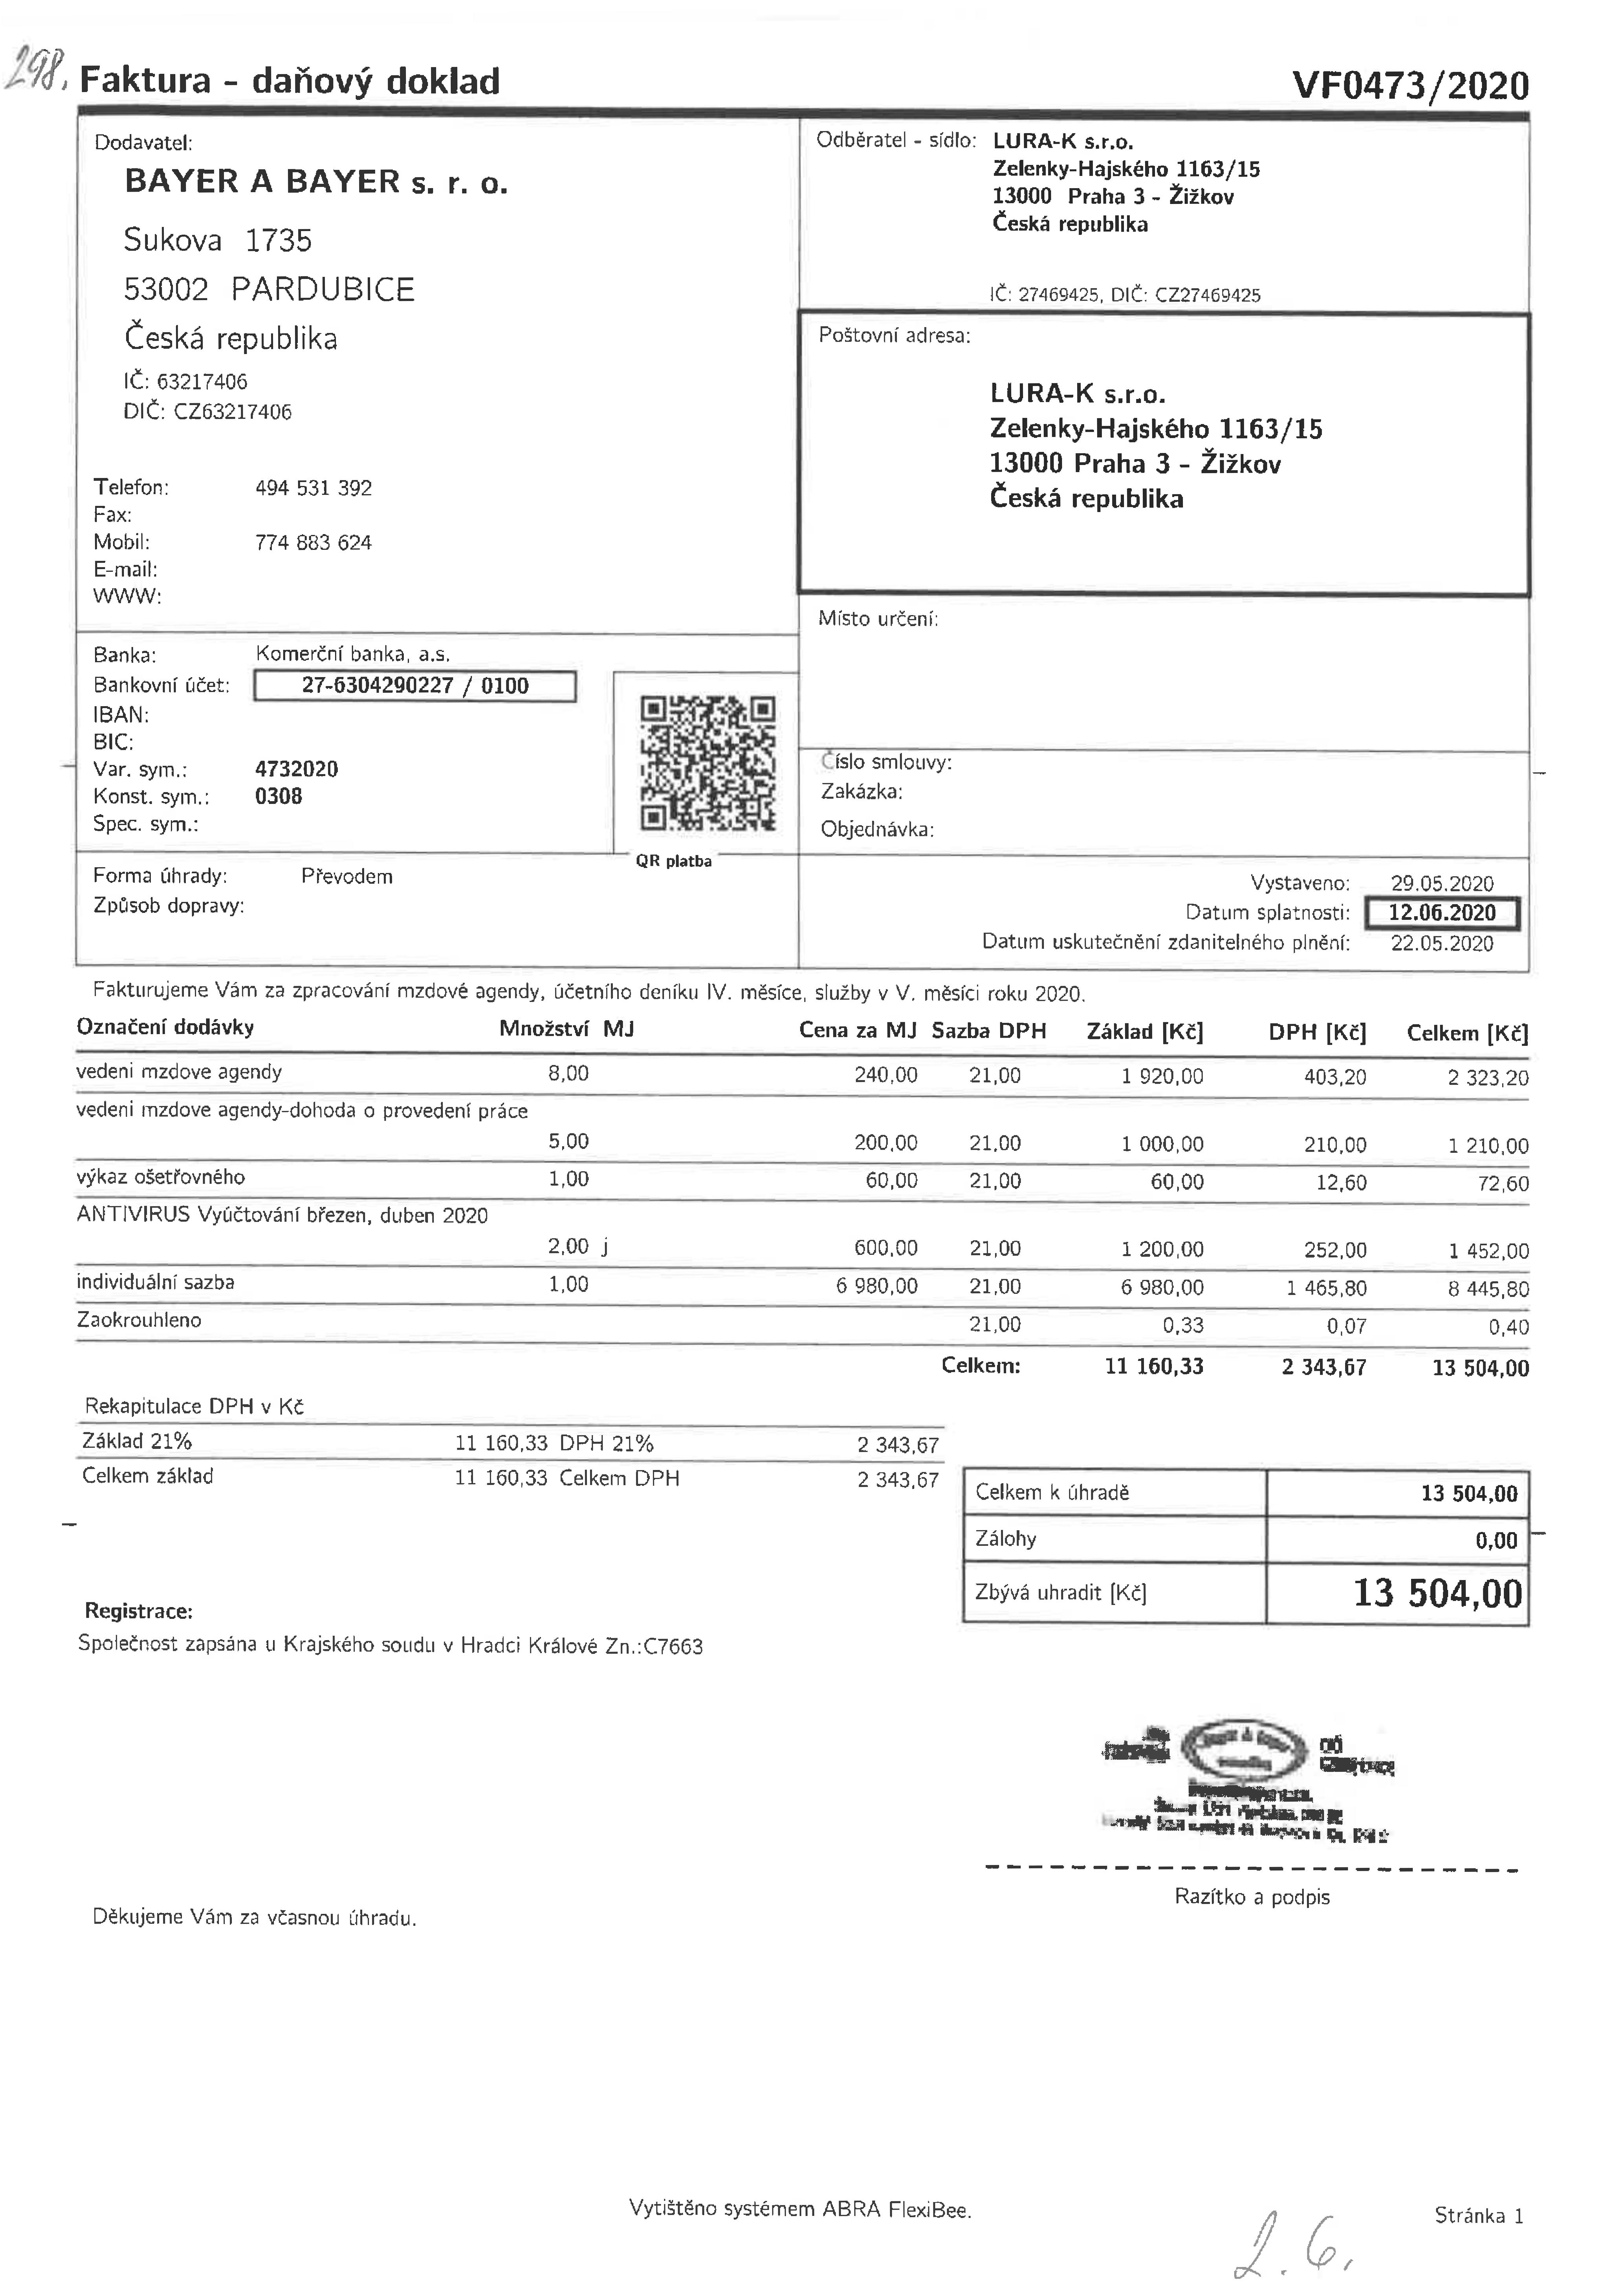 298. Faktura - daňový doklad VF0473/2020
Dodavatel:
BAYER A BAYER s. r. o.
Sukova 1735
53002 PARDUBICE
Česká republika
IČ: 63217406
DIČ: CZ63217406
Telefon: 494 531 392
Fax:
Mobil: 774 883 624
E-mail:
WWW:
Odběratel - sídlo: LURA-K s.r.o.
Zelenky-Hajského 1163/15
13000 Praha 3 - Žižkov
Česká republika
IČ: 27469425, DIČ: CZ27469425
Poštovní adresa:
LURA-K s.r.o.
Zelenky-Hajského 1163/15
13000 Praha 3 - Žižkov
Česká republika
Místo určení:
Banka: Komerční banka, a.s.
Bankovní účet: 27-6304290227 / 0100
IBAN:
BIC:
Var. sym.: 4732020
Konst. sym.: 0308
Spec. sym.:
QR platba
Číslo smlouvy:
Zakázka:
Objednávka:
Forma úhrady: Převodem
Způsob dopravy:
Vystaveno: 29.05.2020
Datum splatnosti: 12.06.2020
Datum uskutečnění zdanitelného plnění: 22.05.2020
Fakturujeme Vám za zpracování mzdové agendy, účetního deníku IV. měsíce, služby v V. měsíci roku 2020.
Označení dodávky Množství MJ Cena za MJ Sazba DPH Základ [Kč] DPH [Kč] Celkem [Kč]
vedeni mzdove agendy 8,00 240,00 21,00 1 920,00 403,20 2 323,20
vedeni mzdove agendy-dohoda o provedení práce
5,00 200,00 21,00 1 000,00 210,00 1 210,00
výkaz ošetřovného 1,00 60,00 21,00 60,00 12,60 72,60
ANTIVIRUS Vyúčtování březen, duben 2020
2,00 j 600,00 21,00 1 200,00 252,00 1 452,00
individuální sazba 1,00 6 980,00 21,00 6 980,00 1 465,80 8 445,80
Zaokrouhleno 21,00 0,33 0,07 0,40
Celkem: 11 160,33 2 343,67 13 504,00
Rekapitulace DPH v Kč
Základ 21% 11 160,33 DPH 21% 2 343,67
Celkem základ 11 160,33 Celkem DPH 2 343,67
Celkem k úhradě 13 504,00
Zálohy 0,00
Zbývá uhradit [Kč] 13 504,00
Registrace:
Společnost zapsána u Krajského soudu v Hradci Králové Zn.:C7663
Razítko a podpis
Děkujeme Vám za včasnou úhradu.
Vytištěno systémem ABRA FlexiBee.
Stránka 1
2.6.